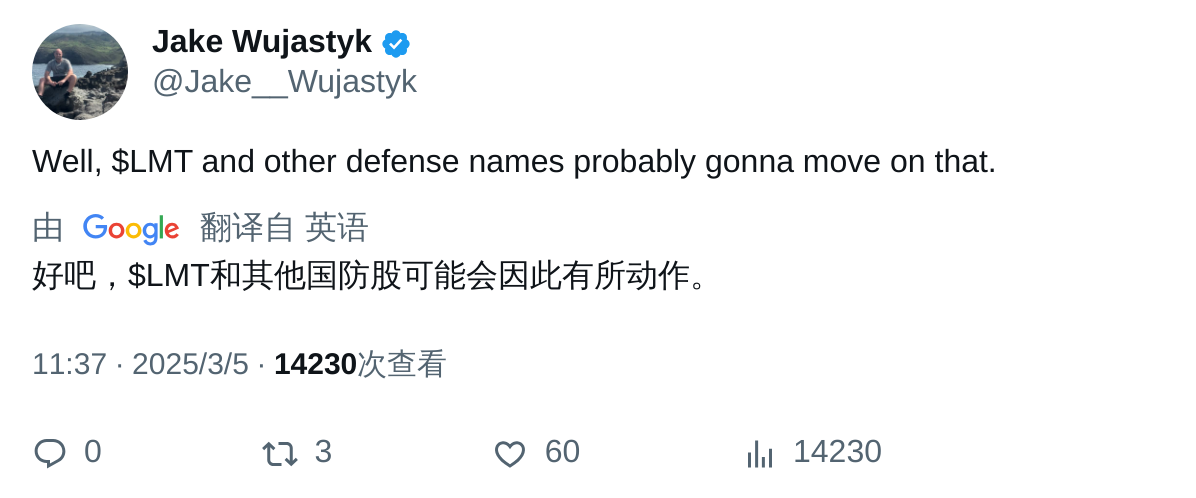 Jake Wujastyk
@Jake__Wujastyk
Well, $LMT and other defense names probably gonna move on that.
由 Google 翻译自 英语
好吧，$LMT和其他国防股可能会因此有所动作。
11:37 · 2025/3/5 · 14230次查看
0 3 60 14230